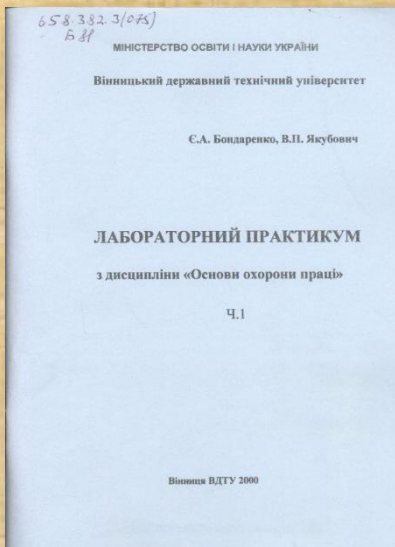 658.382.3(075)
Б 81
МІНІСТЕРСТВО ОСВІТИ І НАУКИ УКРАЇНИ
Вінницький державний технічний університет
Є.А. Бондаренко, В.П. Якубович
ЛАБОРАТОРНИЙ ПРАКТИКУМ
з дисципліни «Основи охорони праці»
Ч.1
Вінниця ВДТУ 2000